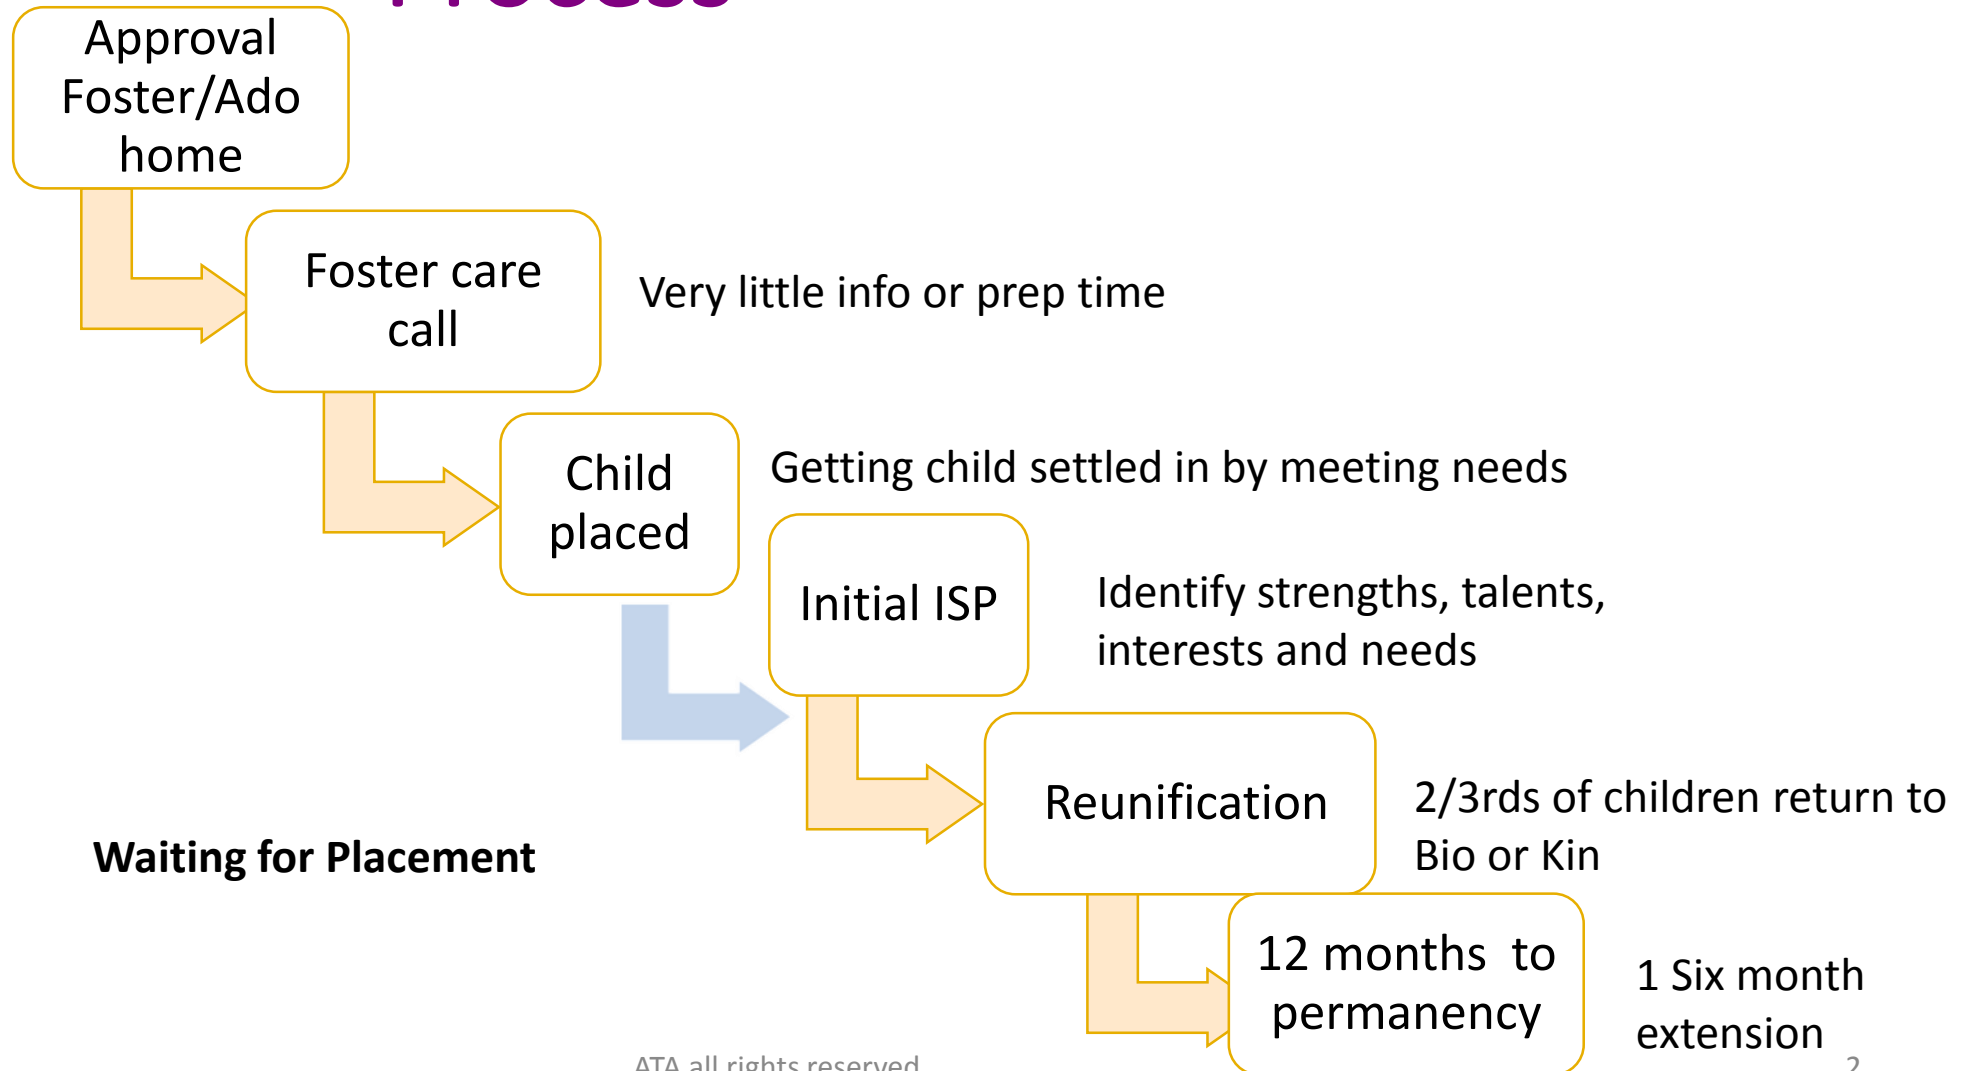 Process
Approval
Foster/Ado
home
Foster care
call
Very little info or prep time
Child
placed
Getting child settled in by meeting needs
Initial ISP
Identify strengths, talents,
interests and needs
Reunification
2/3rds of children return to
Bio or Kin
Waiting for Placement
12 months to
permanency
1 Six month
extension
ATA all rights reserved
2